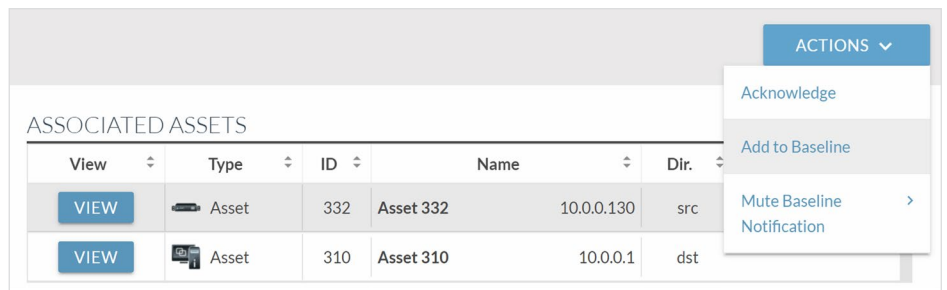 ACTIONS
Acknowledge
ASSOCIATED ASSETS
Add to Baseline
View Type ID Name Dir.
VIEW Asset 332 Asset 332 10.0.0.130 src
Mute Baseline
Notification
VIEW Asset 310 Asset 310 10.0.0.1 dst